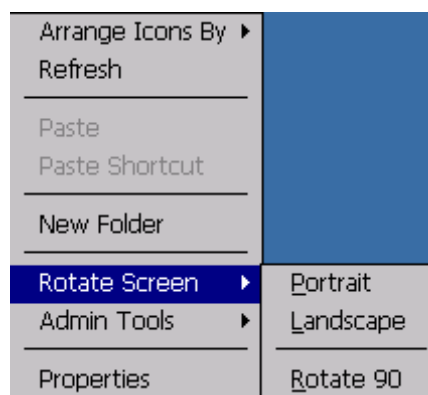 Arrange Icons By
Refresh
Paste
Paste Shortcut
New Folder
Rotate Screen
Admin Tools
Properties
Portrait
Landscape
Rotate 90